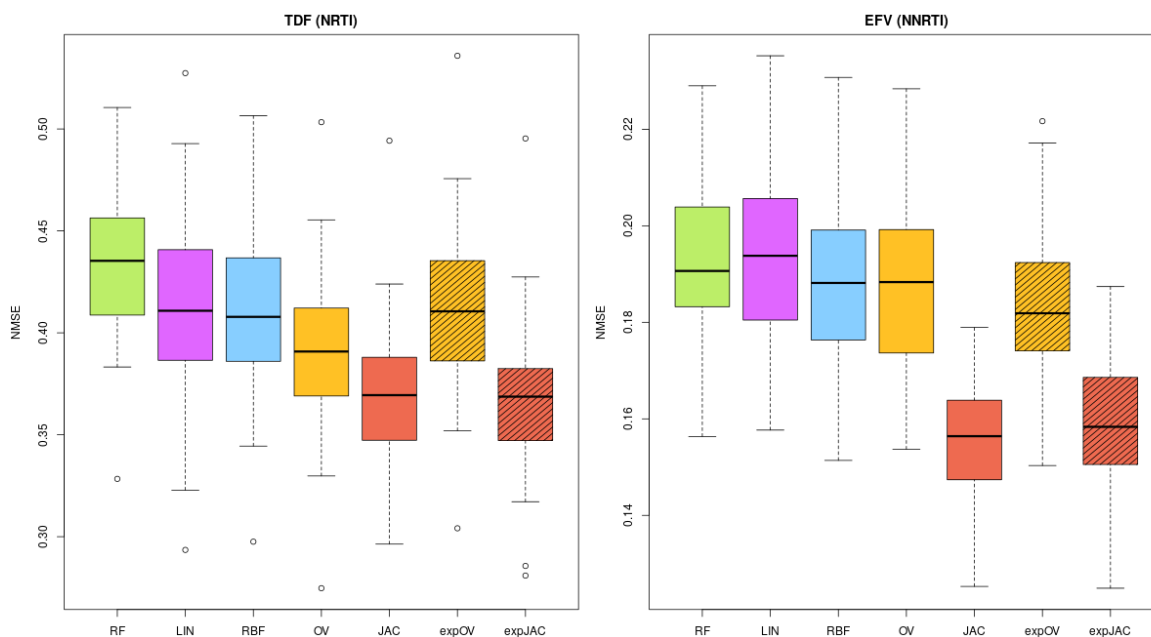 TDF (NRTI)
NMSE
0.50
0.45
0.40
0.35
0.30
RF LIN RBF OV JAC expOV expJAC
EFV (NNRTI)
NMSE
0.22
0.20
0.18
0.16
0.14
RF LIN RBF OV JAC expOV expJAC